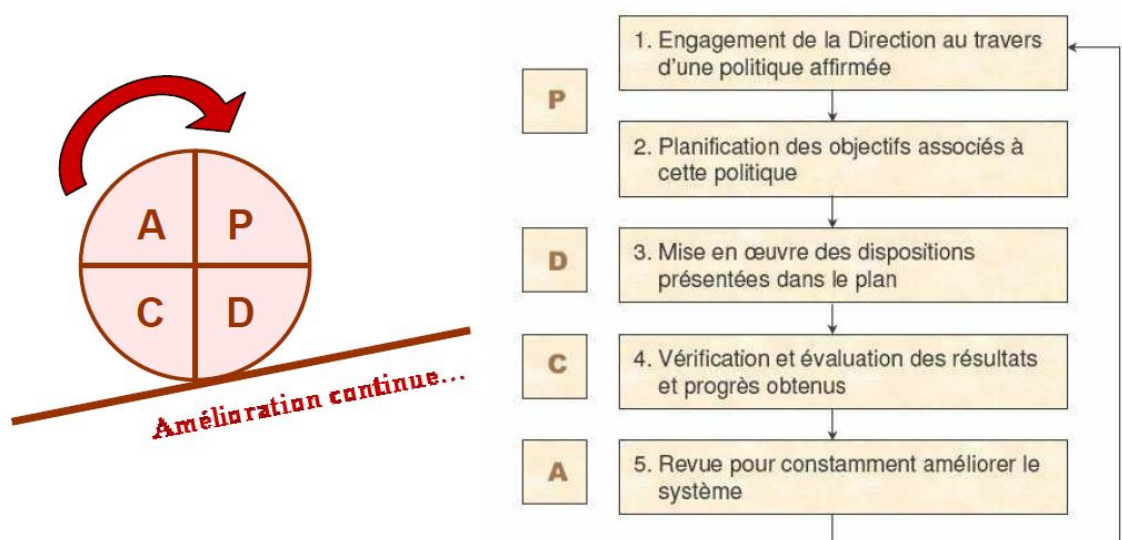 A P
C D
Amélioration continue...
P
1. Engagement de la Direction au travers
d'une politique affirmée
2. Planification des objectifs associés à
cette politique
D
3. Mise en œuvre des dispositions
présentées dans le plan
C
4. Vérification et évaluation des résultats
et progrès obtenus
A
5. Revue pour constamment améliorer le
système